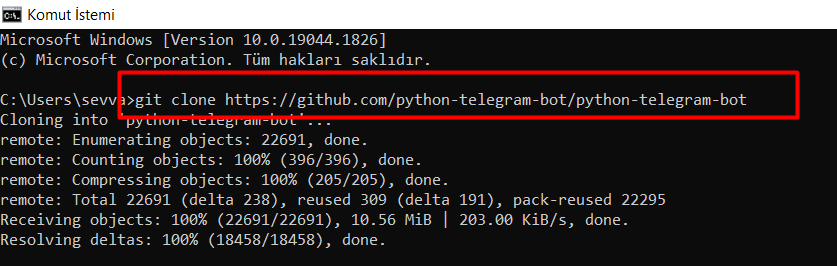 Komut İstemi
Microsoft Windows [Version 10.0.19044.1826]
(c) Microsoft Corporation. Tüm hakları saklıdır.
C:\Users\sevva>git clone https://github.com/python-telegram-bot/python-telegram-bot
Cloning into 'python-telegram-bot'...
remote: Enumerating objects: 22691, done.
remote: Counting objects: 100% (396/396), done.
remote: Compressing objects: 100% (205/205), done.
remote: Total 22691 (delta 238), reused 309 (delta 191), pack-reused 22295
Receiving objects: 100% (22691/22691), 10.56 MiB | 203.00 KiB/s, done.
Resolving deltas: 100% (18458/18458), done.